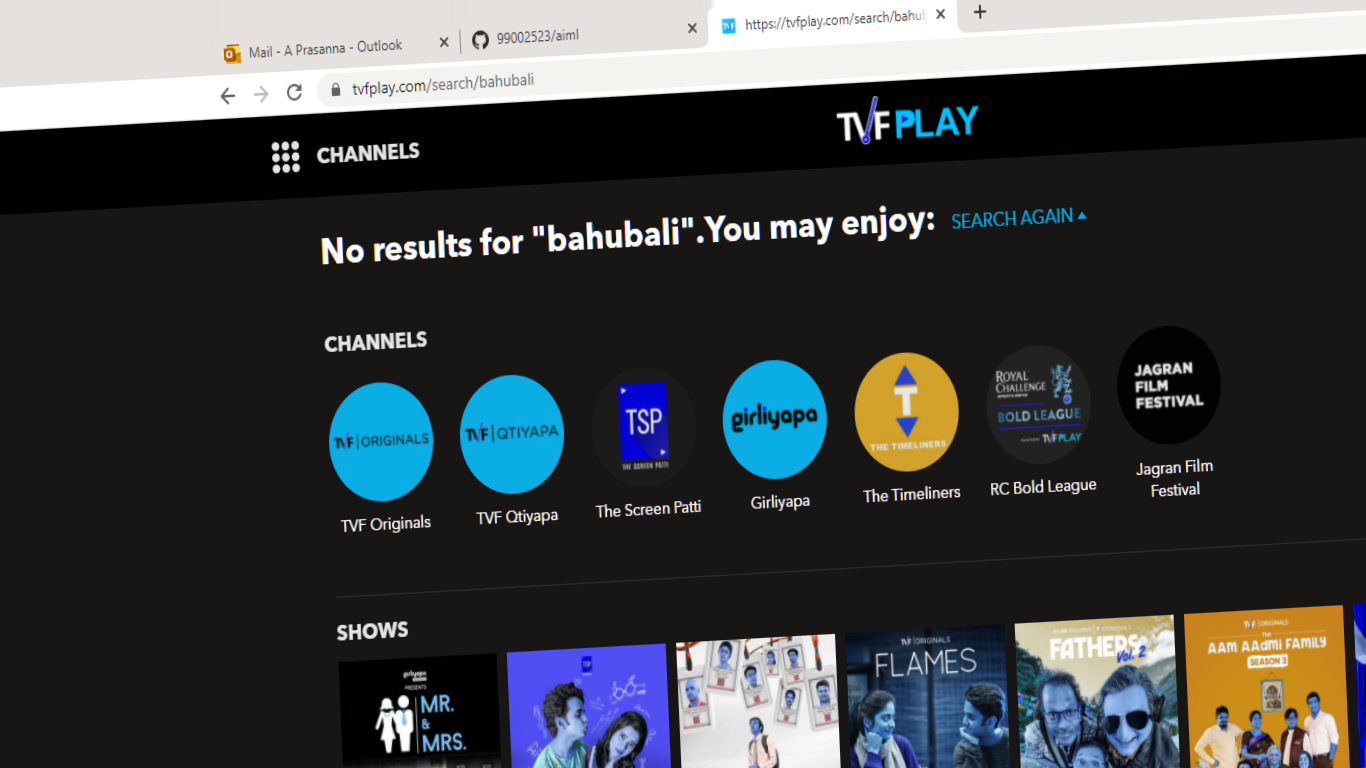 Mail - A Prasanna - Outlook
99002523/aiml
https://tvfplay.com/search/bahub
tvfplay.com/search/bahubali
CHANNELS
TVF PLAY
No results for "bahubali".You may enjoy:
SEARCH AGAIN
CHANNELS
TVF | ORIGINALS
TVF | QTIYAPA
TSP
THE SCREEN PATTI
girliyapa
T
THE TIMELINERS
ROYAL
CHALLENGE
BOLD LEAGUE
TVF PLAY
JAGRAN
FILM
FESTIVAL
TVF Originals
TVF Qtiyapa
The Screen Patti
Girliyapa
The Timeliners
RC Bold League
Jagran Film
Festival
SHOWS
girliyapa
PRESENTS
MR.
&
MRS.
TSP
TVF | ORIGINALS
FLAMES
FATHERS
Vol. 2
TVF | ORIGINALS
THE
AAM AADMI FAMILY
SEASON 3